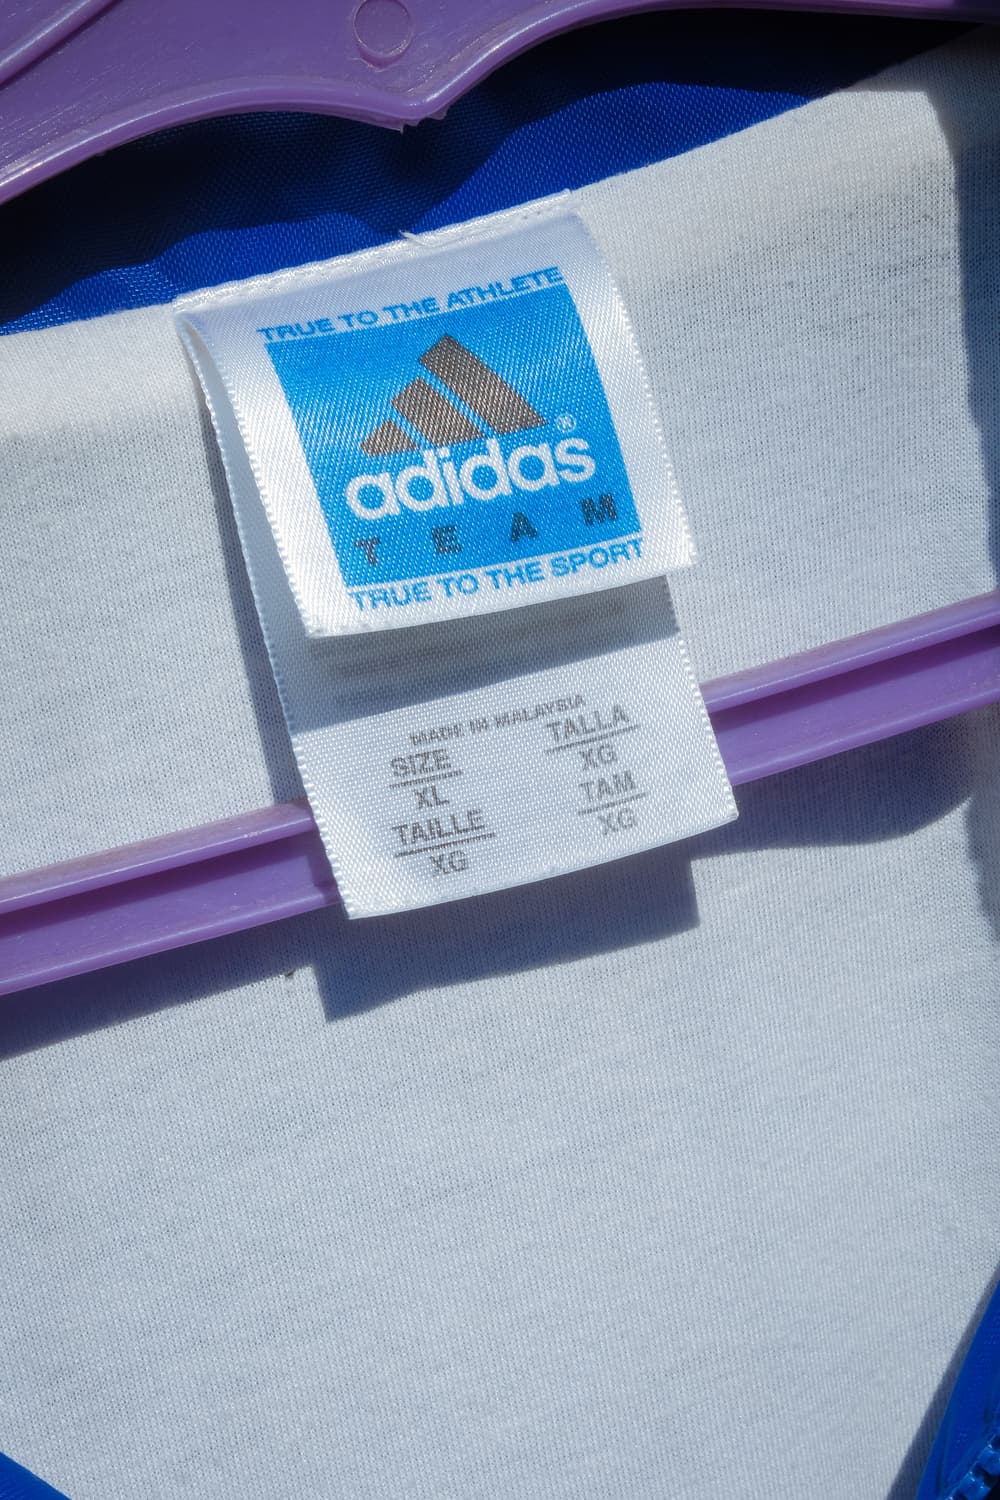 TRUE TO THE ATHLETE
adidas®
TEAM
TRUE TO THE SPORT
MADE IN MALAYSIA
SIZE
XL
TAILLE
XG
TALLA
XG
TAM
XG